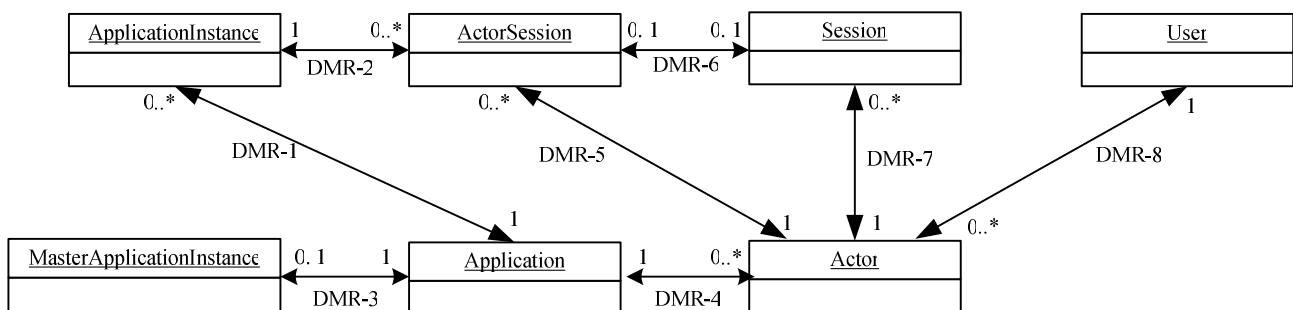 ApplicationInstance 1 0..* ActorSession 0. 1 0. 1 Session User
DMR-2 DMR-6
0..* 0..* 0..* 1
DMR-1 DMR-5 DMR-7 DMR-8
1 1 1 0..*
MasterApplicationInstance 0. 1 1 Application 1 0..* Actor
DMR-3 DMR-4